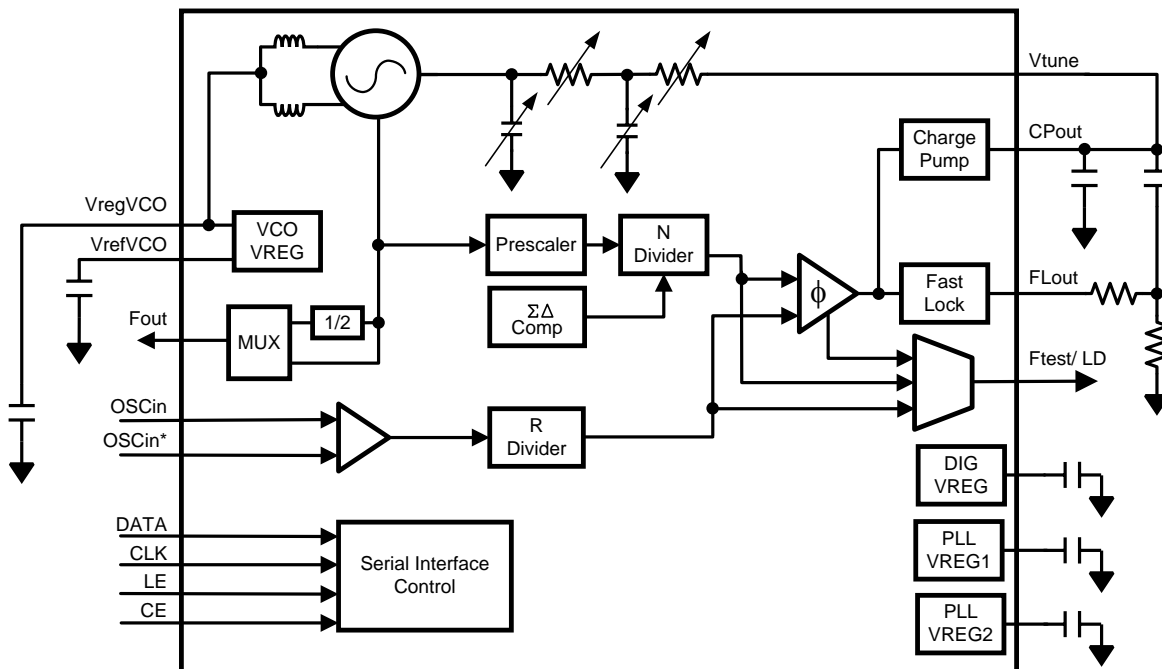 Vtune
Charge
Pump
CPout
VregVCO
VrefVCO
VCO
VREG
Prescaler
N
Divider
ΣΔ
Comp
ϕ
Fast
Lock
FLout
Fout
MUX
1/2
Ftest/ LD
OSCin
OSCin*
R
Divider
DIG
VREG
DATA
CLK
LE
CE
Serial Interface
Control
PLL
VREG1
PLL
VREG2